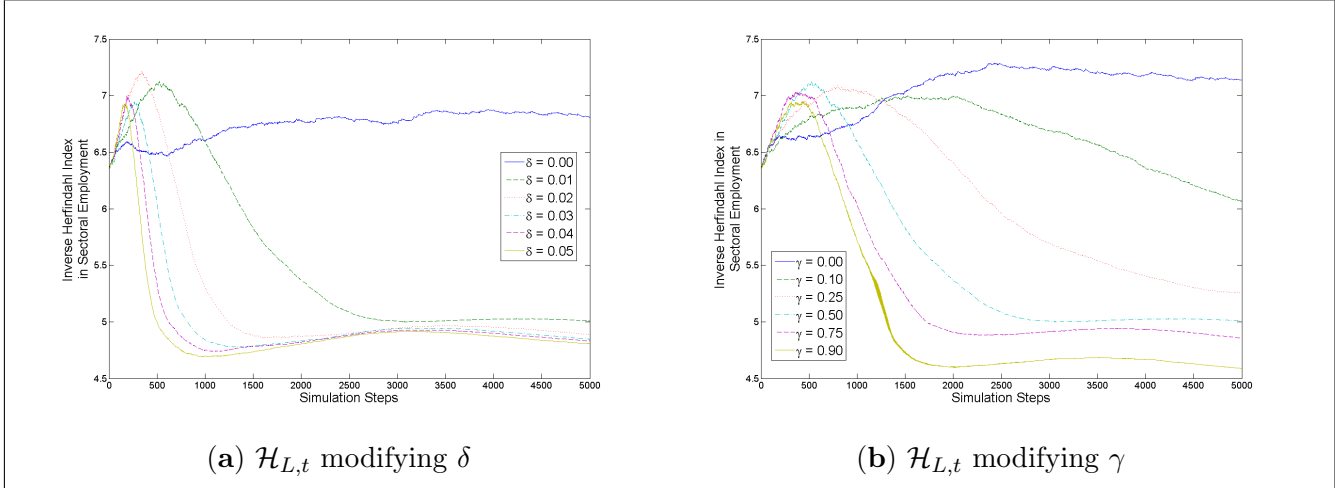 7.5
7
6.5
6
5.5
5
4.5
Inverse Herfindahl Index
in Sectoral Employment
δ = 0.00
δ = 0.01
δ = 0.02
δ = 0.03
δ = 0.04
δ = 0.05
0 500 1000 1500 2000 2500 3000 3500 4000 4500 5000
Simulation Steps
(a) ℋL,t modifying δ
7.5
7
6.5
6
5.5
5
4.5
Inverse Herfindahl Index in
Sectoral Employment
γ = 0.00
γ = 0.10
γ = 0.25
γ = 0.50
γ = 0.75
γ = 0.90
0 500 1000 1500 2000 2500 3000 3500 4000 4500 5000
Simulation Steps
(b) ℋL,t modifying γ